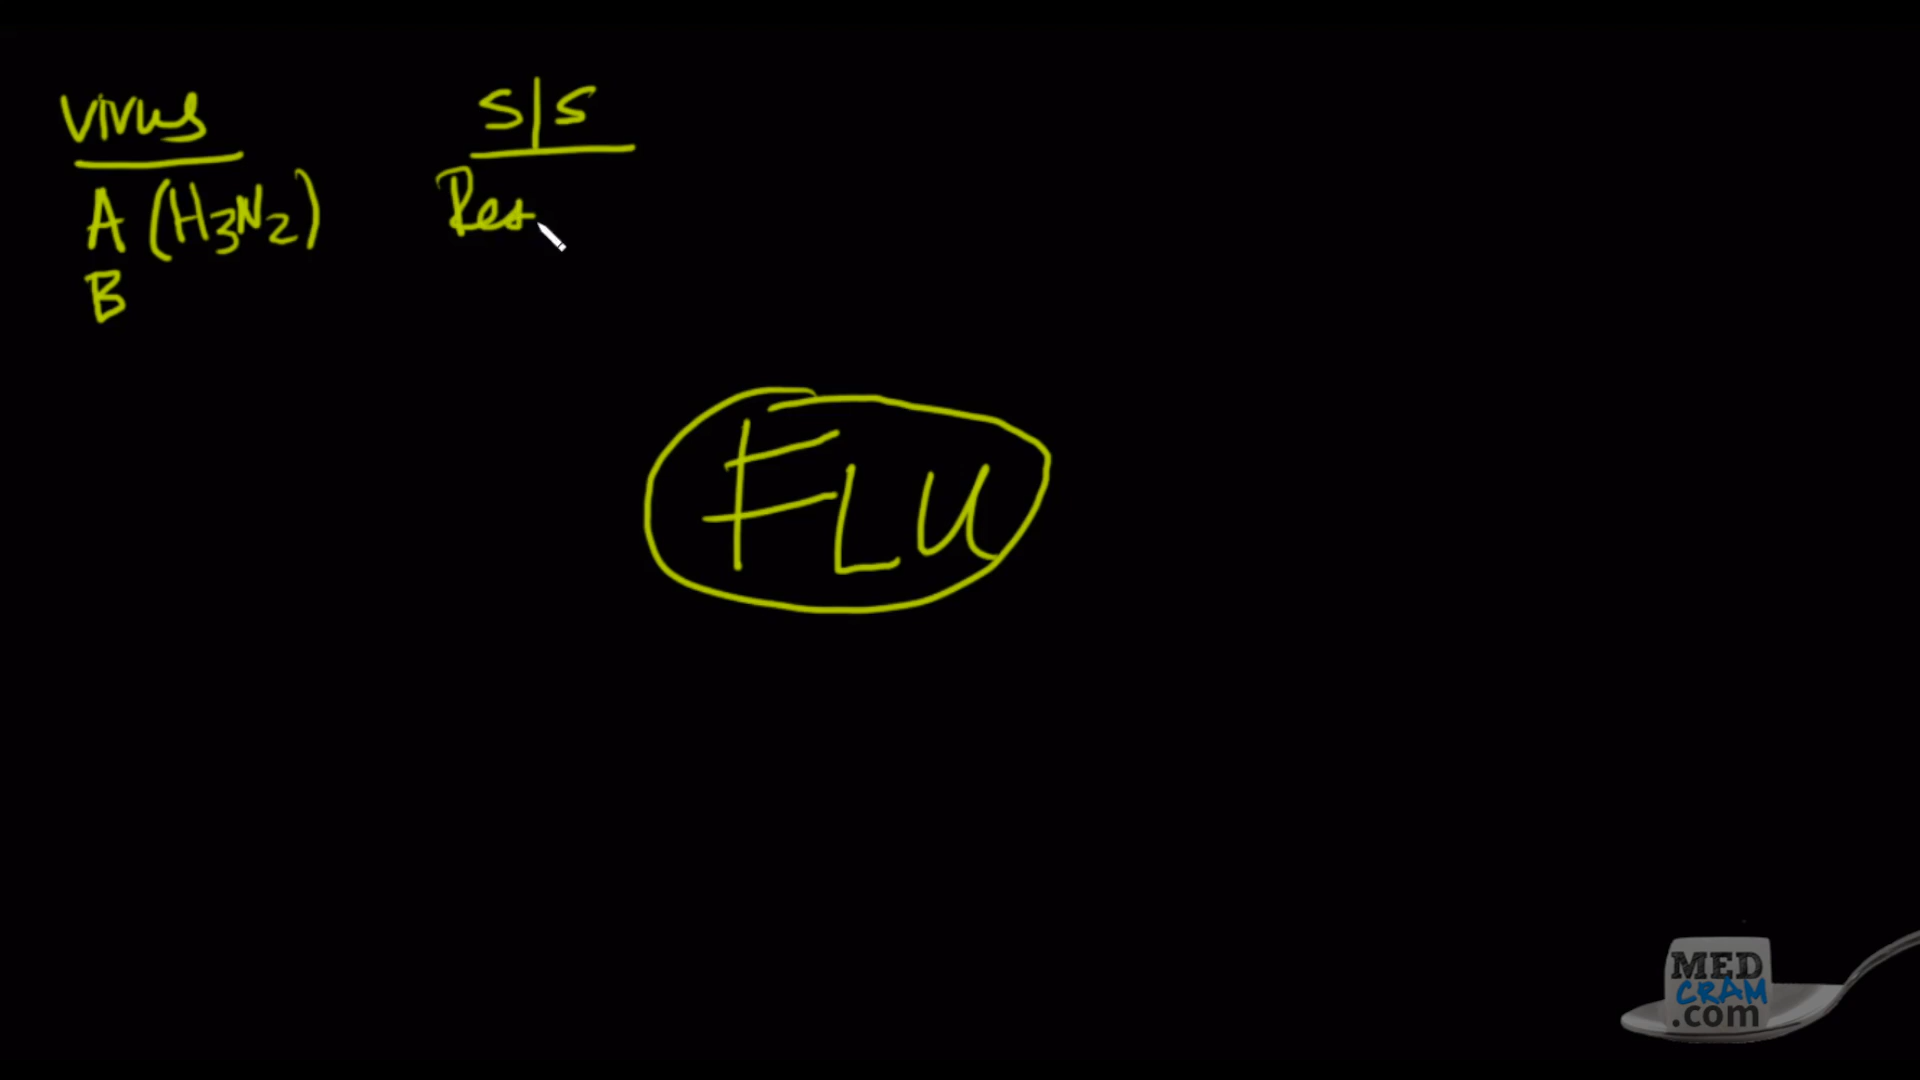 Virus
A (H3N2)
B
S|S
Res
FLU
MED
CRAM
.com